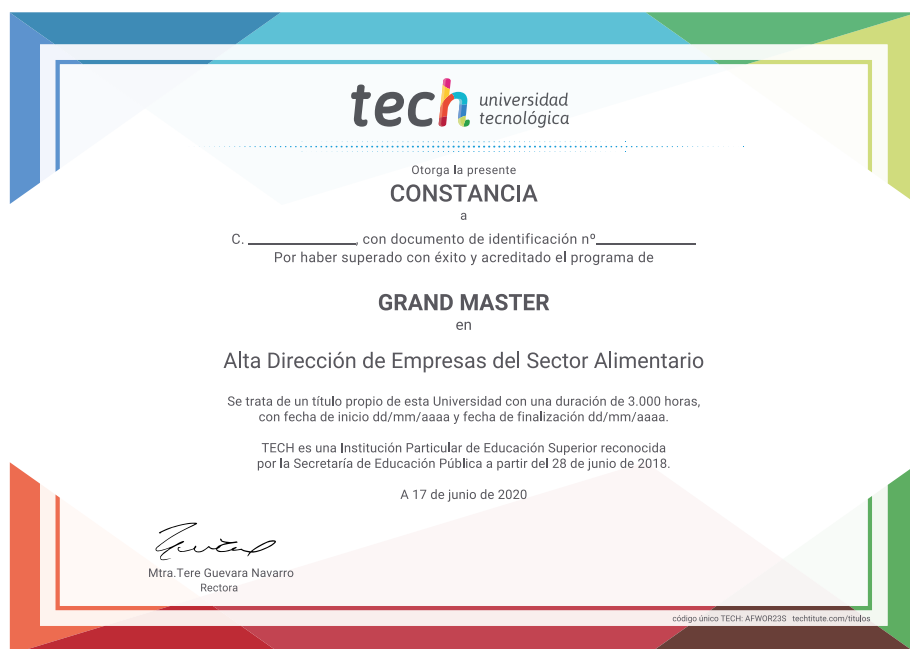 tech universidad
tecnológica
Otorga la presente
CONSTANCIA
a
C. ____________, con documento de identificación nº___________
Por haber superado con éxito y acreditado el programa de
GRAND MASTER
en
Alta Dirección de Empresas del Sector Alimentario
Se trata de un título propio de esta Universidad con una duración de 3.000 horas,
con fecha de inicio dd/mm/aaaa y fecha de finalización dd/mm/aaaa.
TECH es una Institución Particular de Educación Superior reconocida
por la Secretaría de Educación Pública a partir del 28 de junio de 2018.
A 17 de junio de 2020
Mtra.Tere Guevara Navarro
Rectora
código único TECH: AFWOR23S techtitute.com/titulos